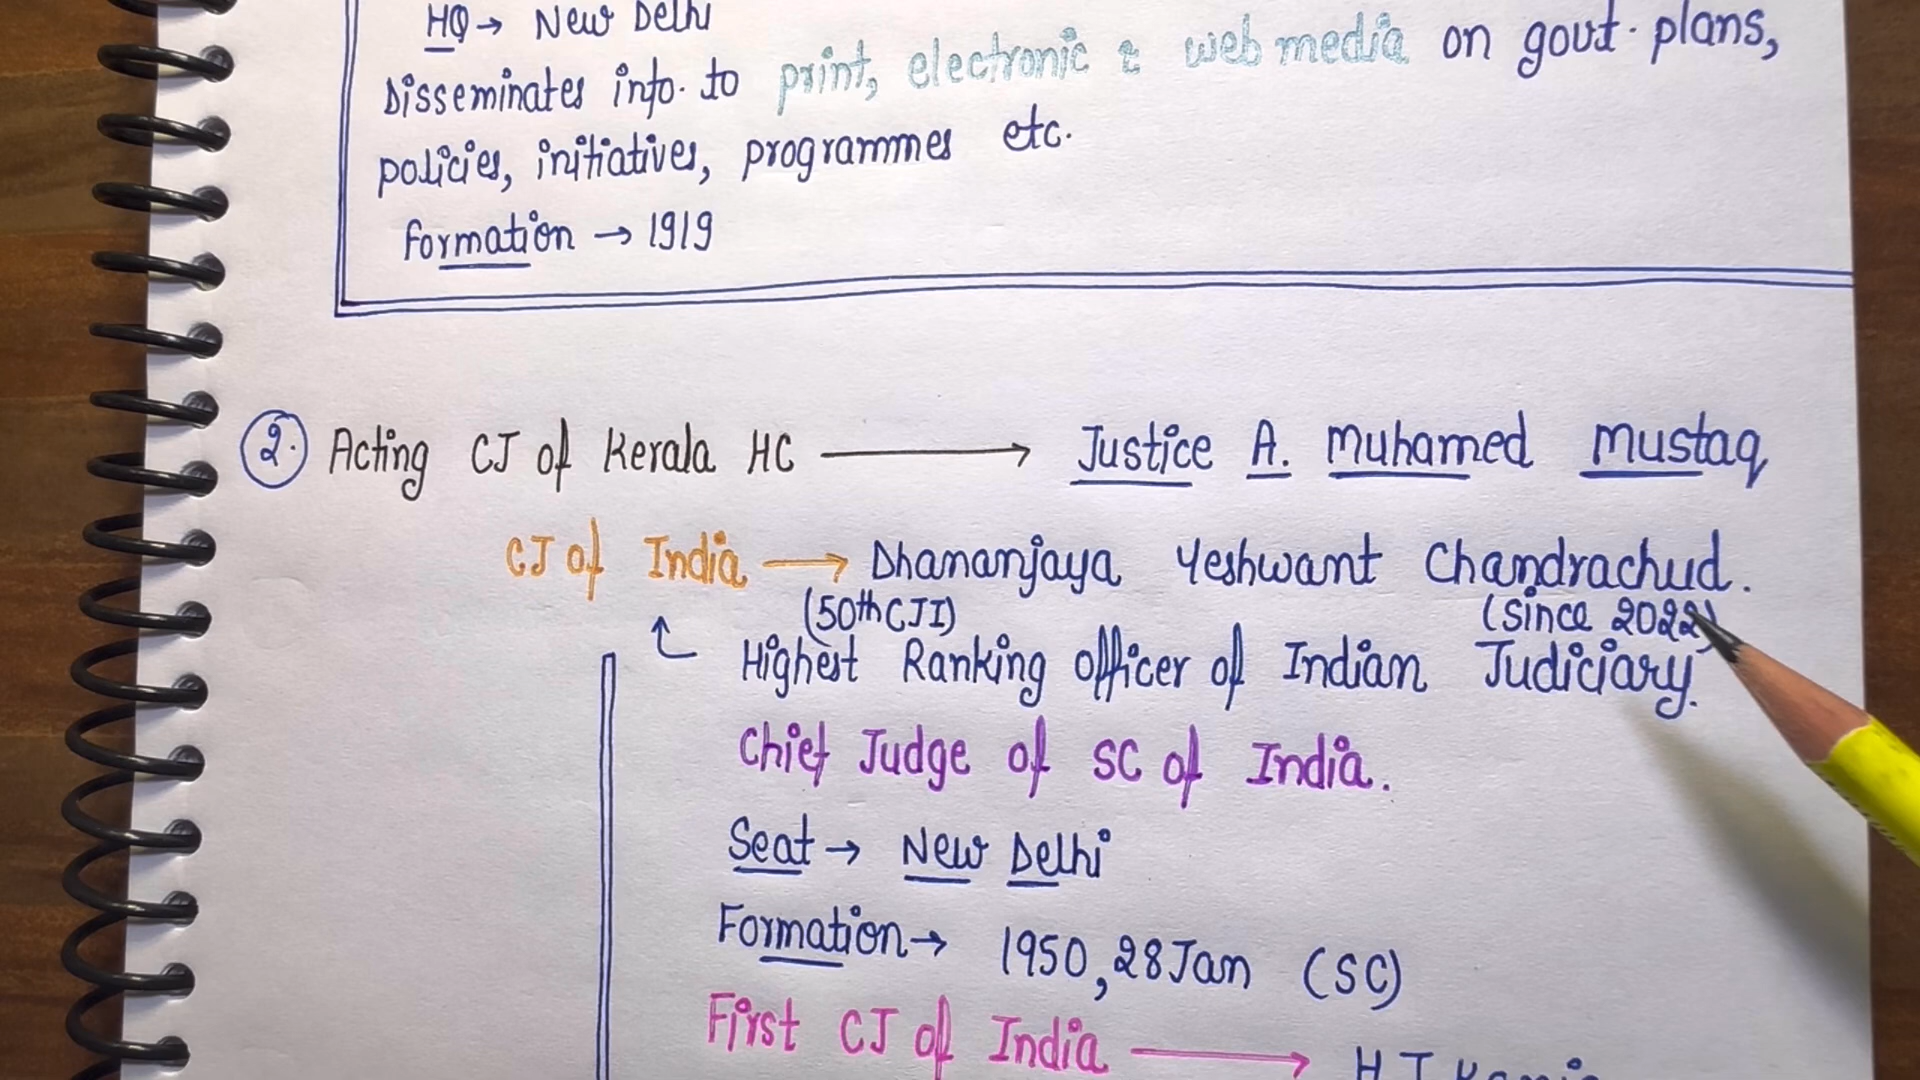 HQ → New Delhi
Disseminates info. to print, electronic & web media on govt. plans,
policies, initiatives, programmes etc.
Formation → 1919
2. Acting CJ of Kerala HC → Justice A. Muhamed Mustaq
CJ of India → Dhananjaya Yeshwant Chandrachud.
(50th CJI) (Since 2022)
Highest Ranking officer of Indian Judiciary.
Chief Judge of SC of India.
Seat → New Delhi
Formation → 1950, 28 Jan (SC)
First CJ of India → H J